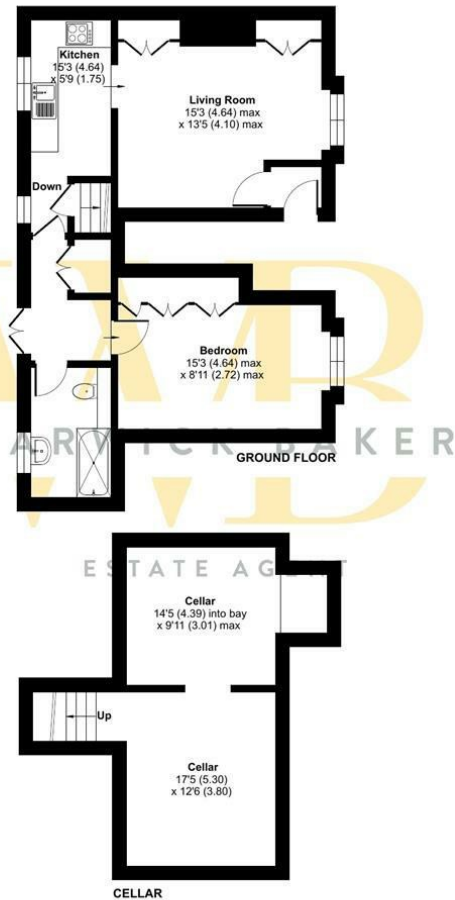 Kitchen
15'3 (4.64)
x 5'9 (1.75)
Living Room
15'3 (4.64) max
x 13'5 (4.10) max
Down
Bedroom
15'3 (4.64) max
x 8'11 (2.72) max
ARWICK BAKER
GROUND FLOOR
ESTATE AGENT
Cellar
14'5 (4.39) into bay
x 9'11 (3.01) max
Up
Cellar
17'5 (5.30)
x 12'6 (3.80)
CELLAR